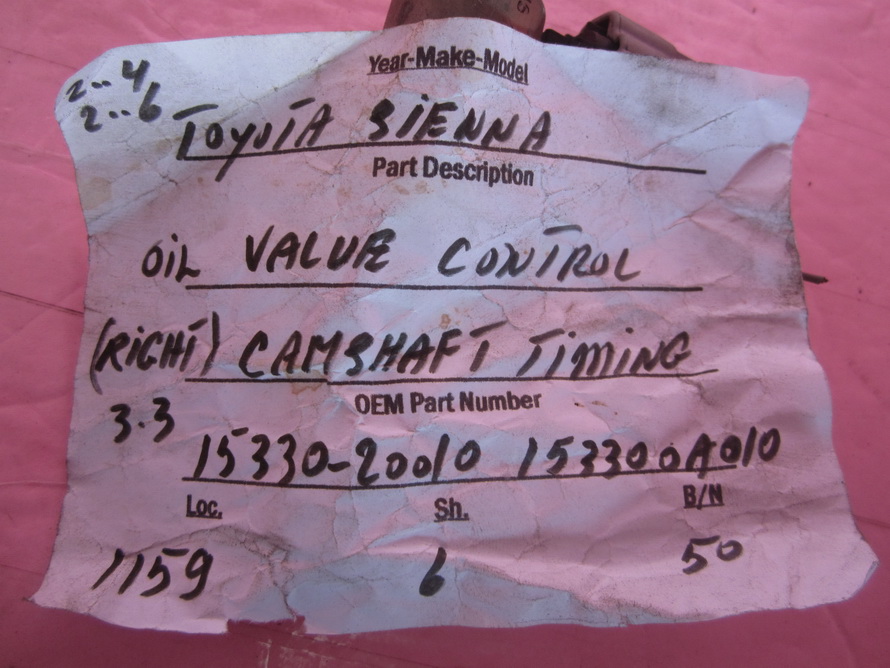 Year-Make-Model
2..4
2..6
TOYOTA SIENNA
Part Description
OIL VALUE CONTROL
(RIGHT) CAMSHAFT TIMING
OEM Part Number
3.3
15330-20010 153300A010
Loc. Sh. B/N
1159 6 50